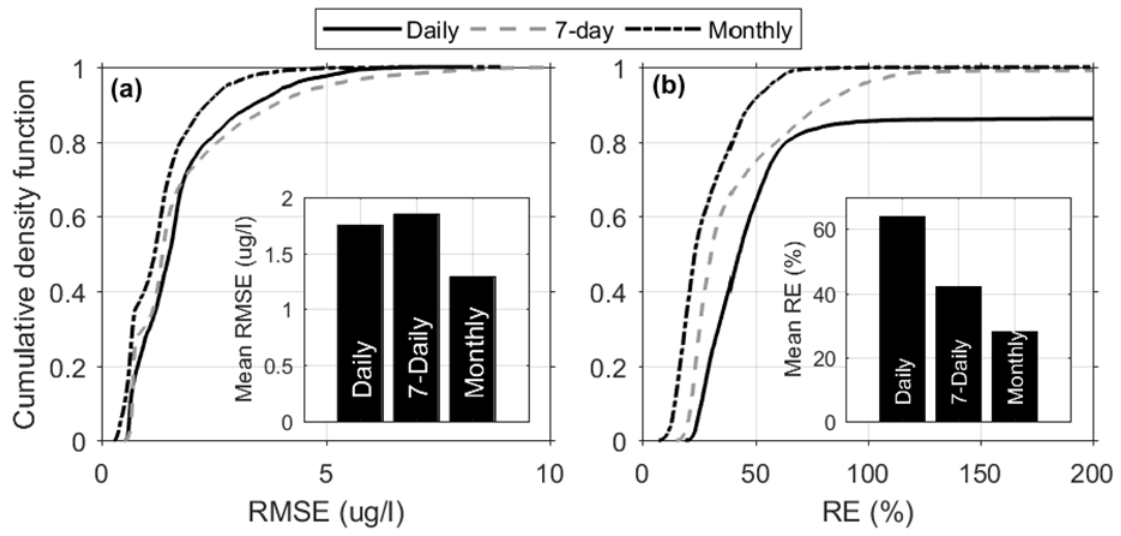 Daily 7-day Monthly
(a)
Cumulative density function
1
0.8
0.6
0.4
0.2
0
0 5 10
RMSE (ug/l)
Mean RMSE (ug/l)
2
1.5
1
0.5
0
Daily
7-Daily
Monthly
(b)
1
0.8
0.6
0.4
0.2
0
0 50 100 150 200
RE (%)
Mean RE (%)
60
40
20
0
Daily
7-Daily
Monthly